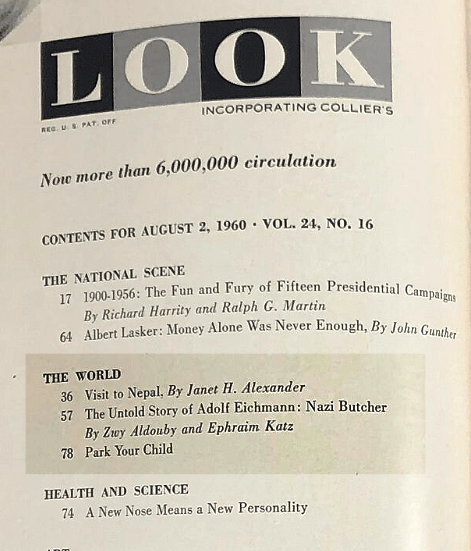 LOOK
INCORPORATING COLLIER'S
REG. U. S. PAT. OFF
Now more than 6,000,000 circulation
CONTENTS FOR AUGUST 2, 1960 · VOL. 24, NO. 16
THE NATIONAL SCENE
17 1900-1956: The Fun and Fury of Fifteen Presidential Campaigns
By Richard Harrity and Ralph G. Martin
64 Albert Lasker: Money Alone Was Never Enough, By John Gunther
THE WORLD
36 Visit to Nepal, By Janet H. Alexander
57 The Untold Story of Adolf Eichmann: Nazi Butcher
By Zwy Aldouby and Ephraim Katz
78 Park Your Child
HEALTH AND SCIENCE
74 A New Nose Means a New Personality